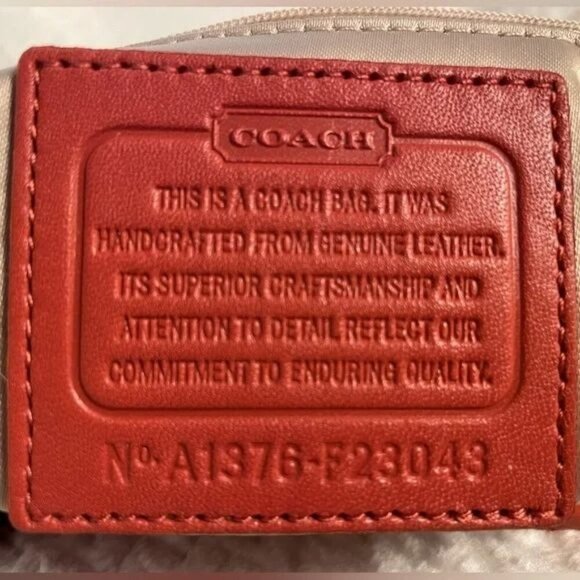 COACH
THIS IS A COACH BAG. IT WAS
HANDCRAFTED FROM GENUINE LEATHER.
ITS SUPERIOR CRAFTSMANSHIP AND
ATTENTION TO DETAIL REFLECT OUR
COMMITMENT TO ENDURING QUALITY.
Nº. A1376-F23043